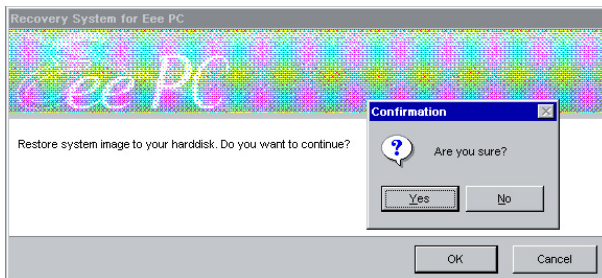 Recovery System for Eee PC
Eee PC
Restore system image to your harddisk. Do you want to continue?
Confirmation
Are you sure?
Yes
No
OK
Cancel